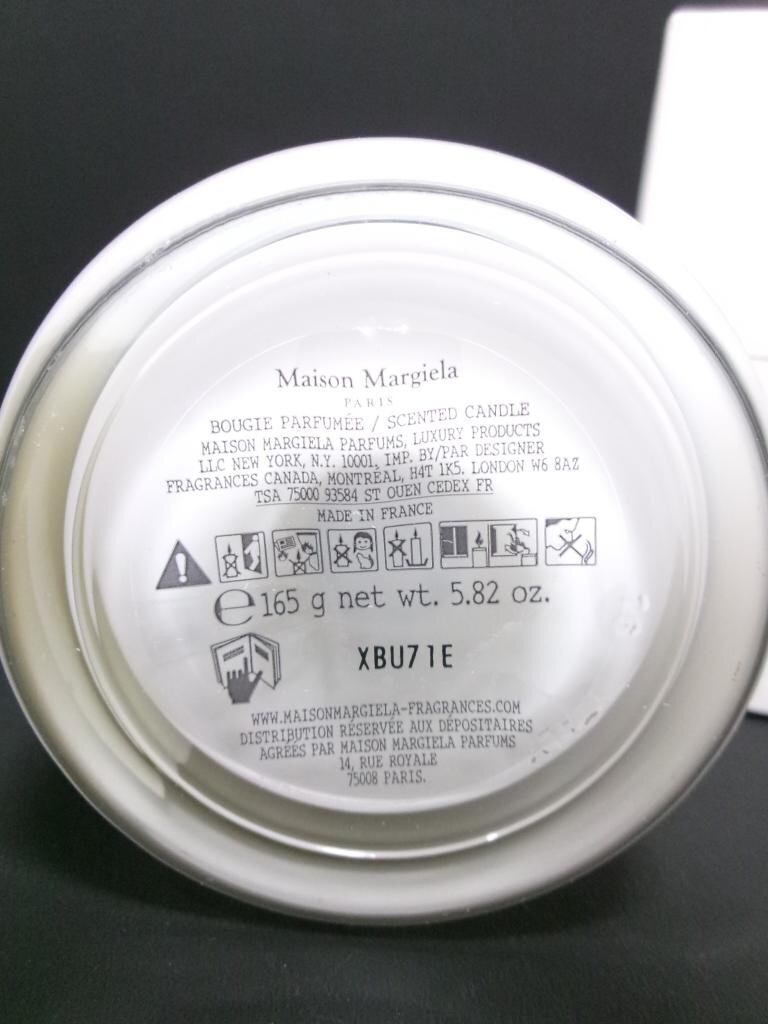 Maison Margiela
PARIS
BOUGIE PARFUMÉE / SCENTED CANDLE
MAISON MARGIELA PARFUMS, LUXURY PRODUCTS
LLC NEW YORK, N.Y. 10001, IMP. BY/PAR DESIGNER
FRAGRANCES CANADA, MONTREAL, H4T 1K5. LONDON W6 8AZ
TSA 75000 93584 ST OUEN CEDEX FR
MADE IN FRANCE
℮ 165 g net wt. 5.82 oz.
XBU71E
WWW.MAISONMARGIELA-FRAGRANCES.COM
DISTRIBUTION RÉSERVÉE AUX DÉPOSITAIRES
AGRÉÉS PAR MAISON MARGIELA PARFUMS
14, RUE ROYALE
75008 PARIS.